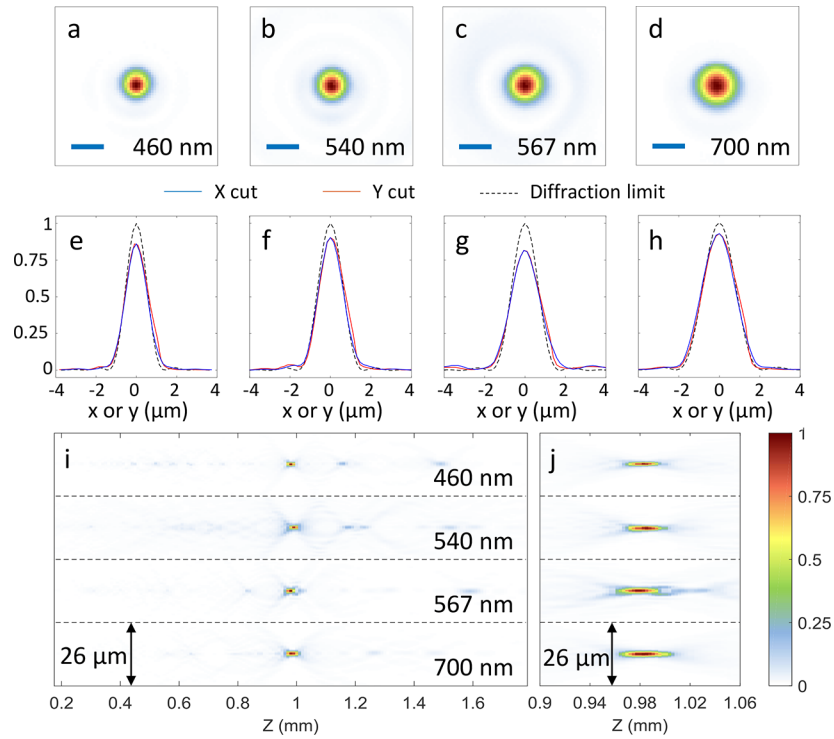 a b c d
460 nm 540 nm 567 nm 700 nm
X cut Y cut Diffraction limit
e f g h
1
0.75
0.5
0.25
0
-4 -2 0 2 4 -4 -2 0 2 4 -4 -2 0 2 4 -4 -2 0 2 4
x or y (µm) x or y (µm) x or y (µm) x or y (µm)
i
460 nm
540 nm
567 nm
26 µm
700 nm
0.2 0.4 0.6 0.8 1 1.2 1.4 1.6
Z (mm)
j
26 µm
0.9 0.94 0.98 1.02 1.06
Z (mm)
1
0.75
0.5
0.25
0